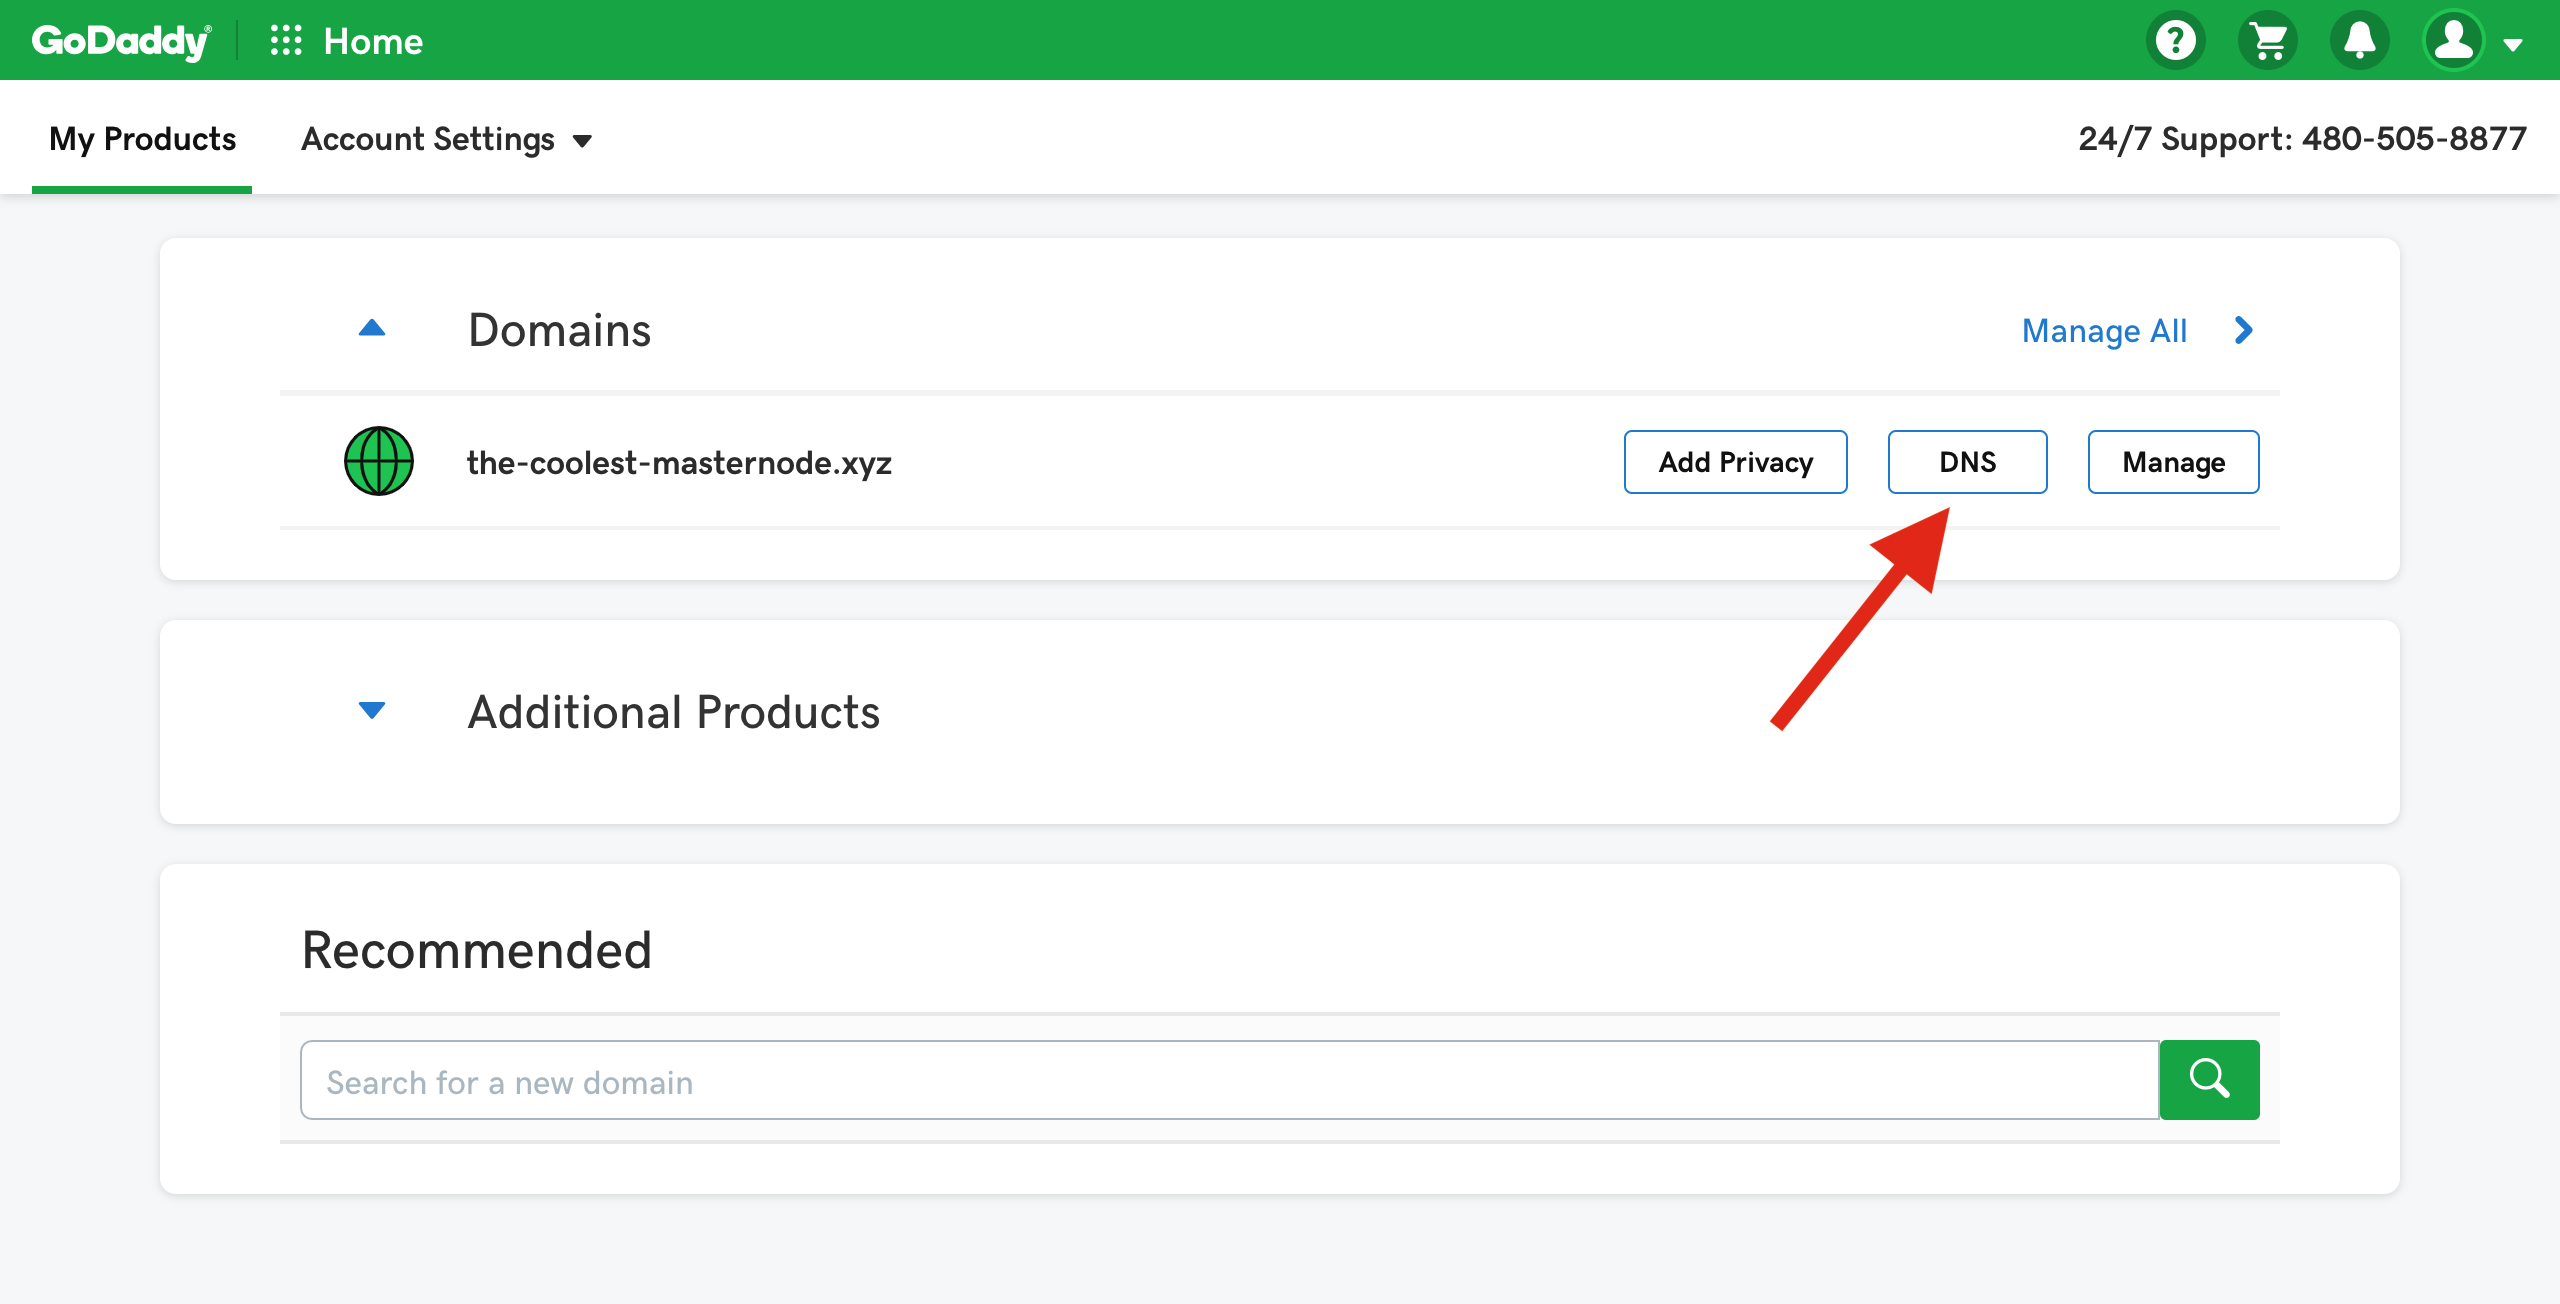 GoDaddy® Home
My Products Account Settings 24/7 Support: 480-505-8877
Domains Manage All
the-coolest-masternode.xyz Add Privacy DNS Manage
Additional Products
Recommended
Search for a new domain